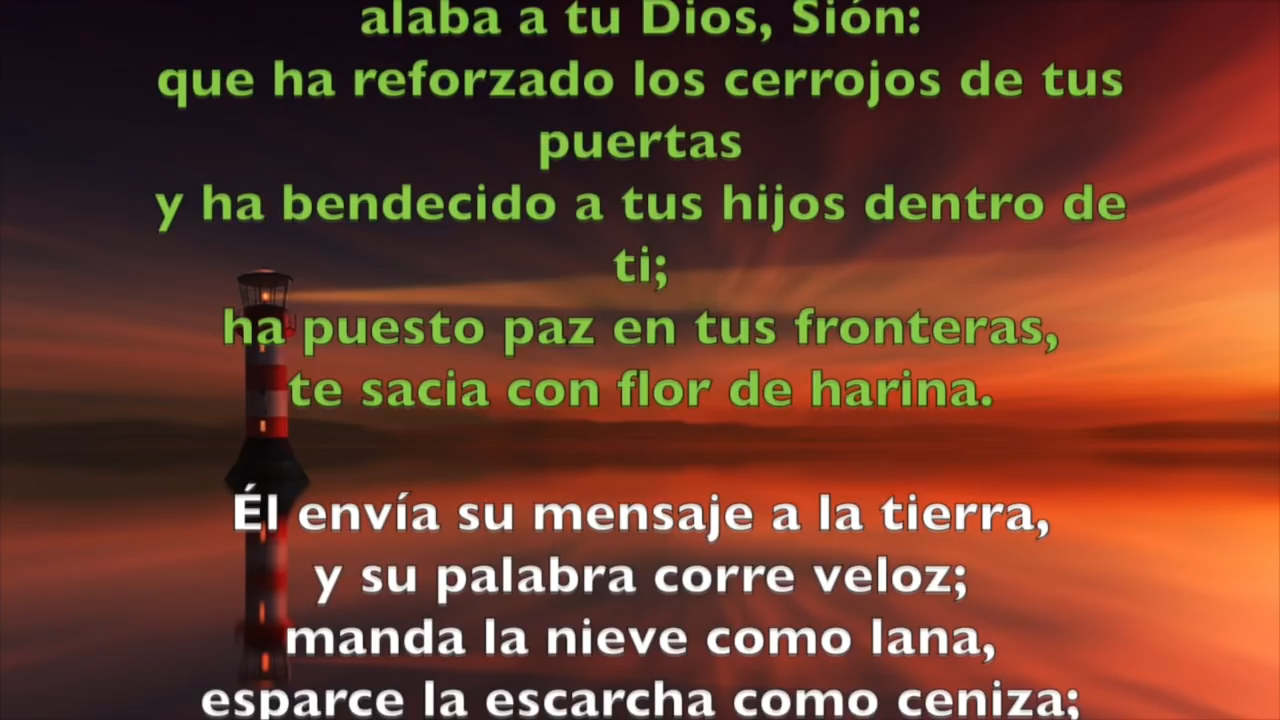 alaba a tu Dios, Sión:
que ha reforzado los cerrojos de tus
puertas
y ha bendecido a tus hijos dentro de
ti;
ha puesto paz en tus fronteras,
te sacia con flor de harina.
Él envía su mensaje a la tierra,
y su palabra corre veloz;
manda la nieve como lana,
esparce la escarcha como ceniza;